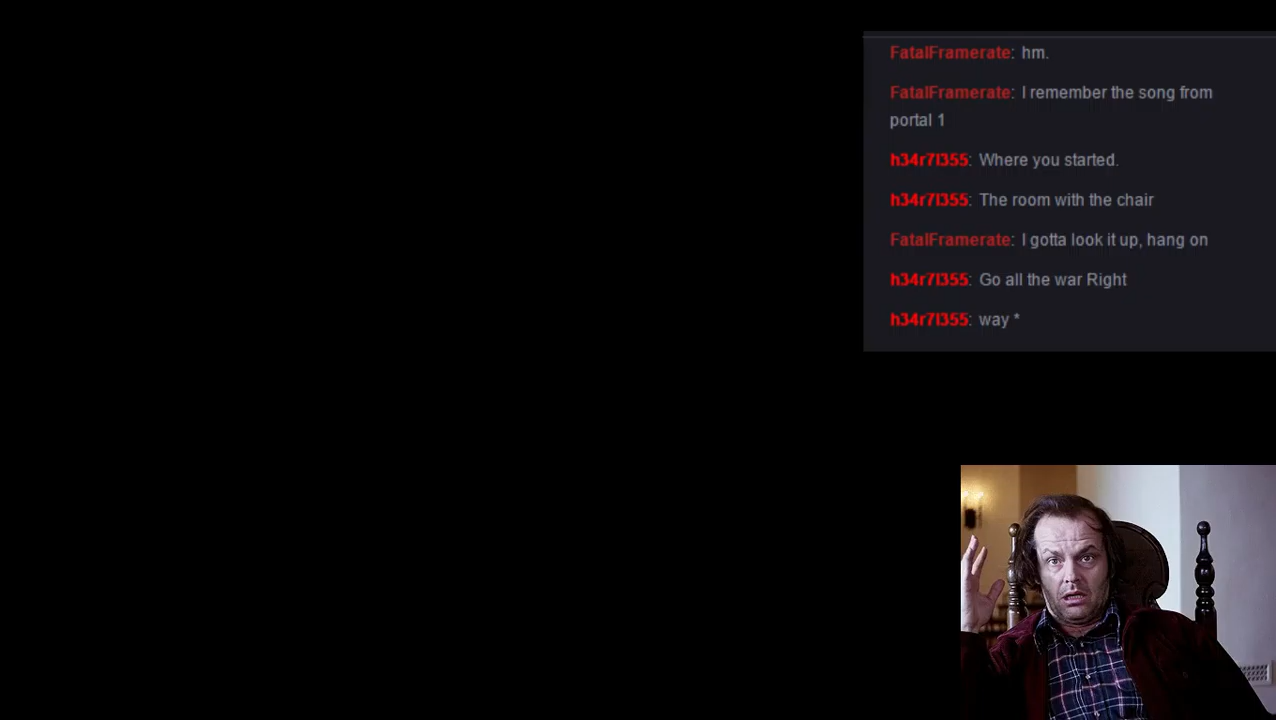 FatalFramerate: hm.
FatalFramerate: I remember the song from
portal 1
h34r7l355: Where you started.
h34r7l355: The room with the chair
FatalFramerate: I gotta look it up, hang on
h34r7l355: Go all the war Right
h34r7l355: way *